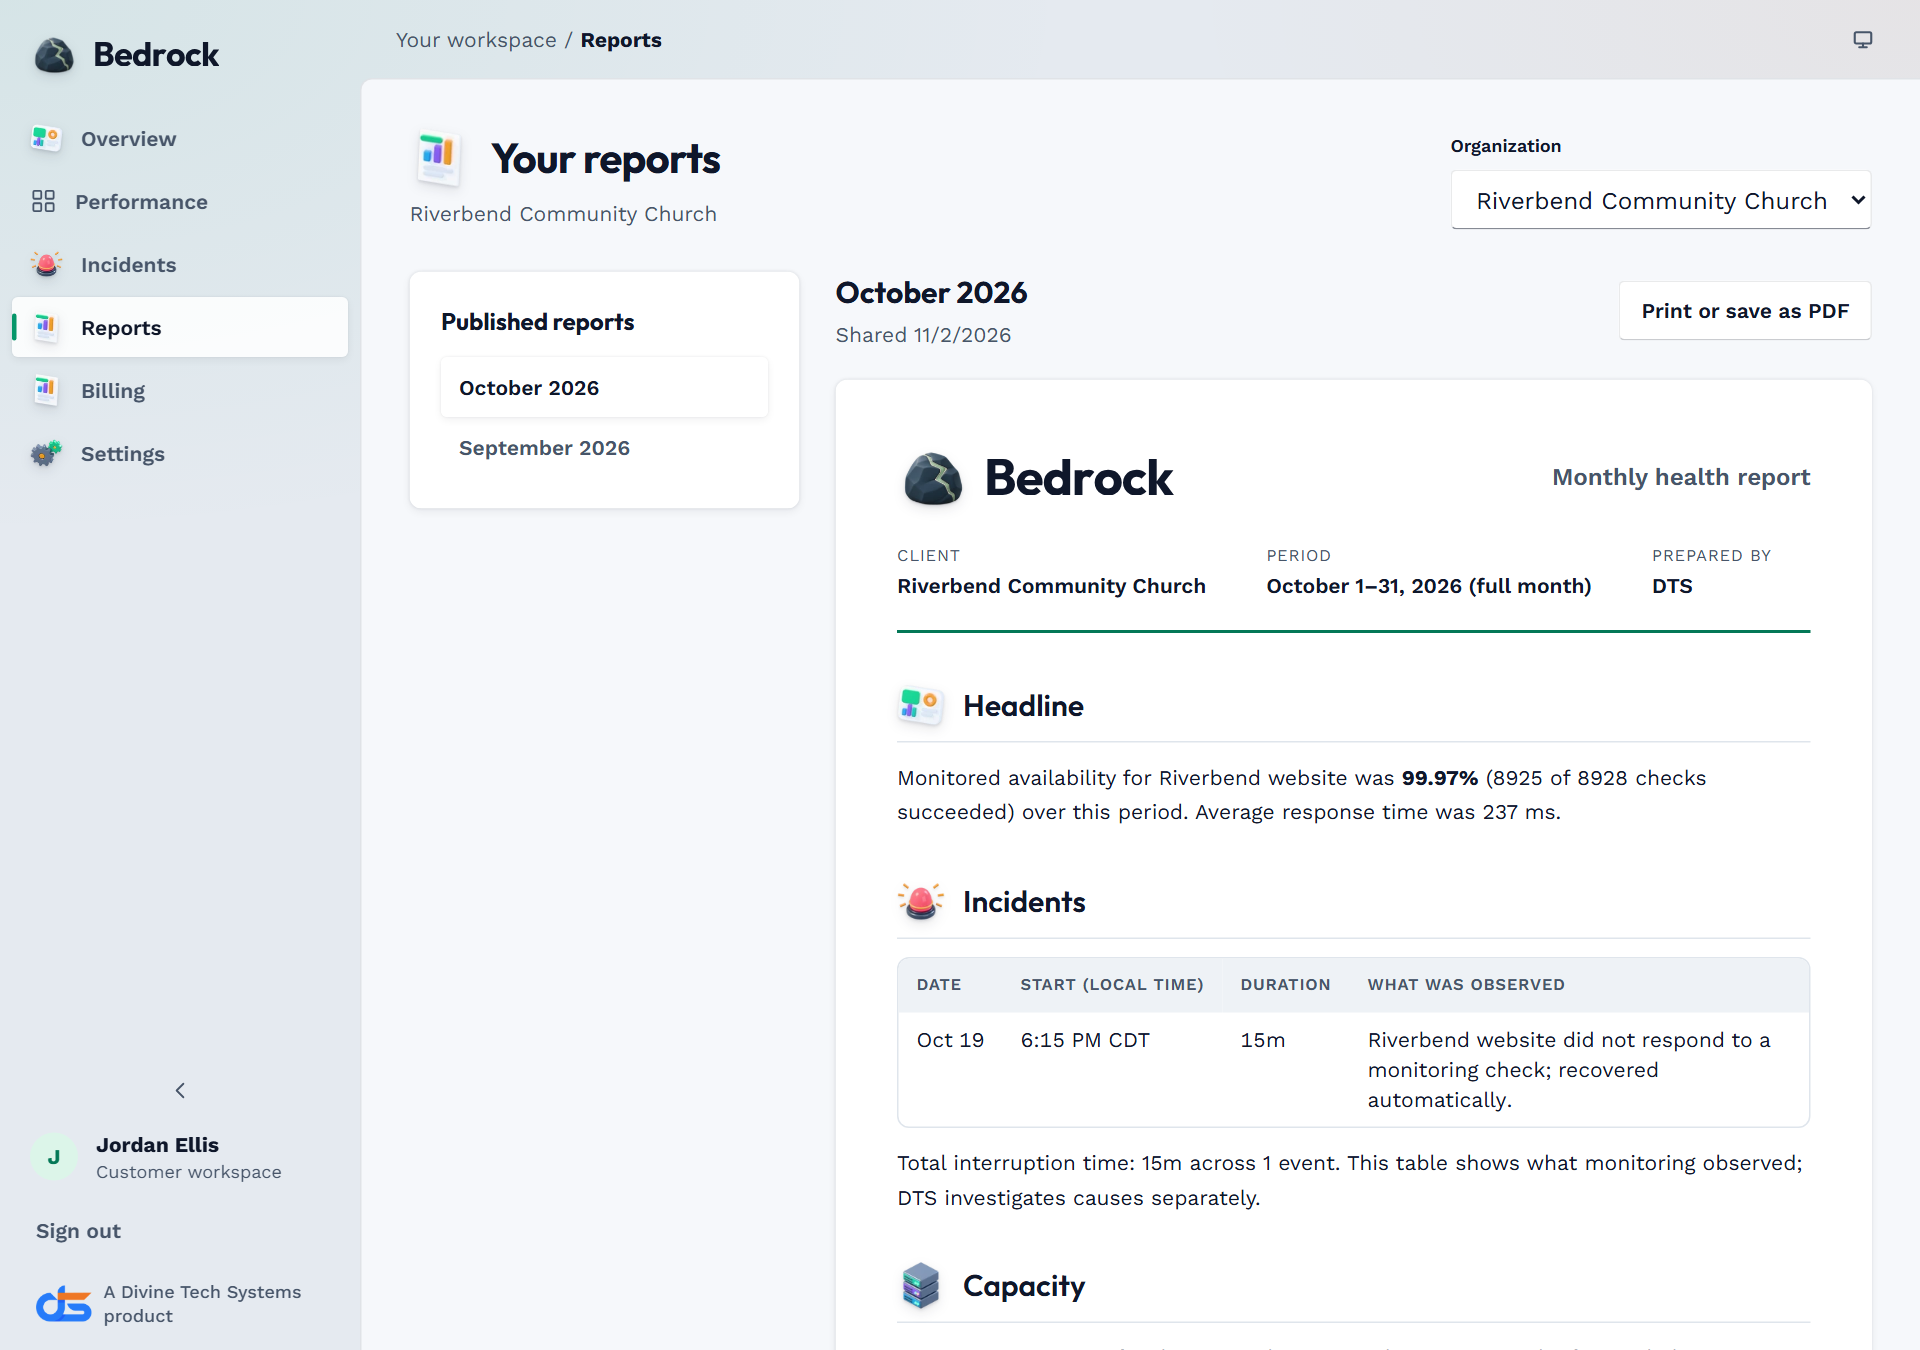 Bedrock
Your workspace / Reports
Overview
Performance
Incidents
Reports
Billing
Settings
Jordan Ellis
J
Customer workspace
Sign out
A Divine Tech Systems
product
Your reports
Riverbend Community Church
Organization
Riverbend Community Church
Published reports
October 2026
September 2026
October 2026
Shared 11/2/2026
Print or save as PDF
Bedrock
Monthly health report
CLIENT
Riverbend Community Church
PERIOD
October 1–31, 2026 (full month)
PREPARED BY
DTS
Headline
Monitored availability for Riverbend website was 99.97% (8925 of 8928 checks
succeeded) over this period. Average response time was 237 ms.
Incidents
DATE START (LOCAL TIME) DURATION WHAT WAS OBSERVED
Oct 19 6:15 PM CDT 15m Riverbend website did not respond to a
monitoring check; recovered
automatically.
Total interruption time: 15m across 1 event. This table shows what monitoring observed;
DTS investigates causes separately.
Capacity